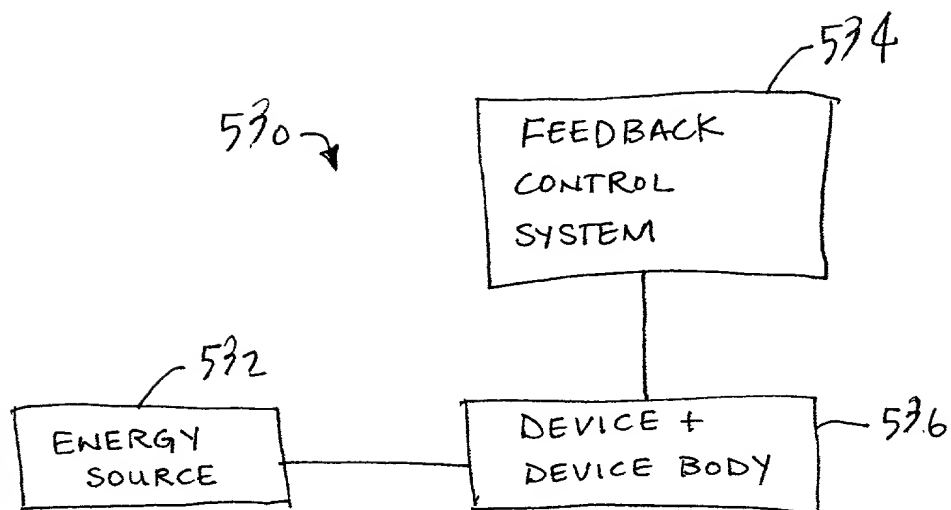 534
530
FEEDBACK
CONTROL
SYSTEM
532
ENERGY
SOURCE
DEVICE +
DEVICE BODY
536